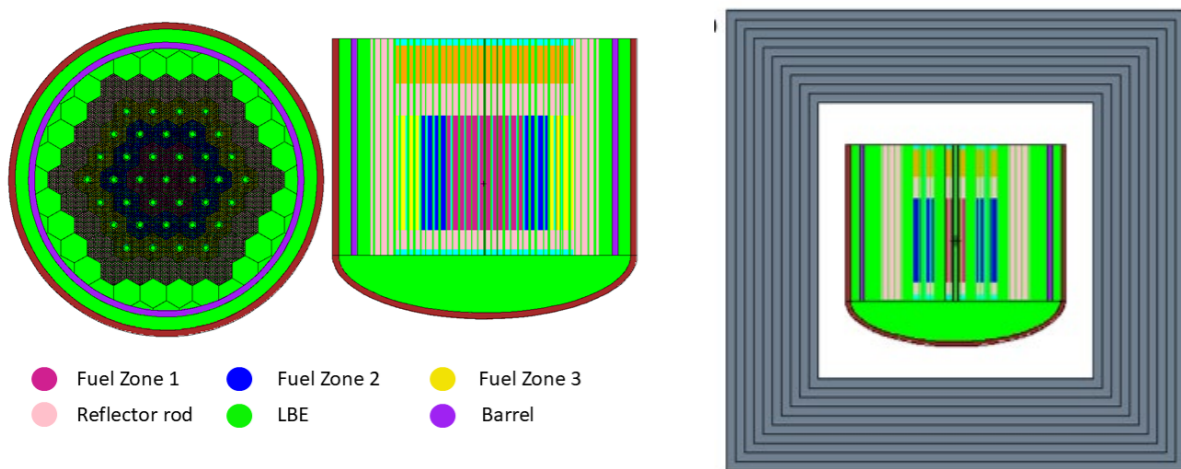 )
Fuel Zone 1
Fuel Zone 2
Fuel Zone 3
Reflector rod
LBE
Barrel